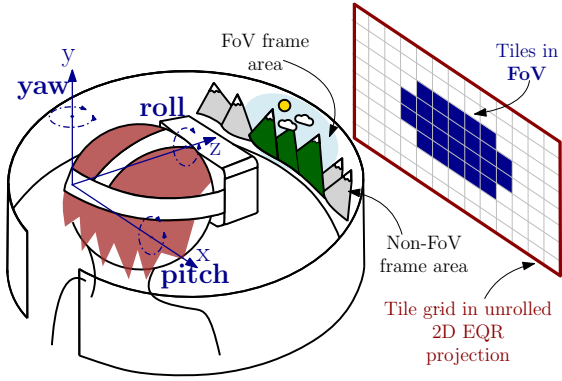 FoV frame
area
Tiles in
FoV
y
yaw
roll
z
x
pitch
Non-FoV
frame area
Tile grid in unrolled
2D EQR
projection